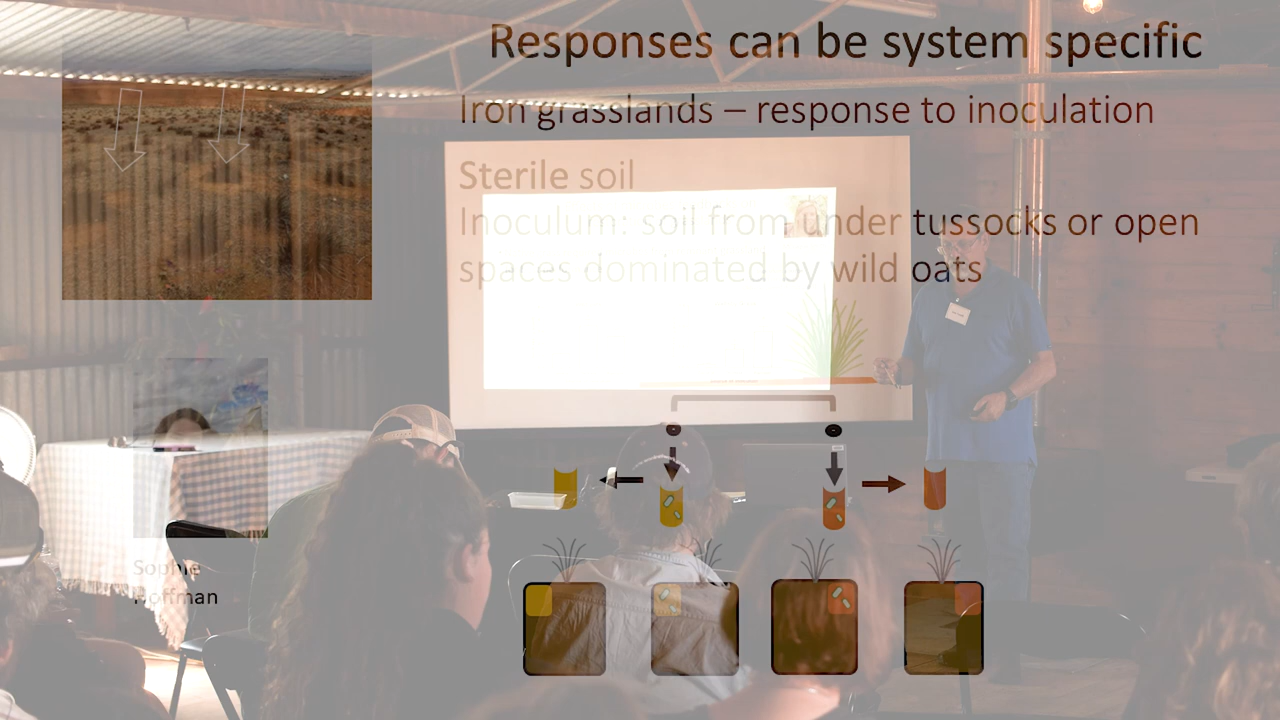 Responses can be system specific
Iron grasslands – response to inoculation
Sterile soil
Inoculum: soil from under tussocks or open
spaces dominated by wild oats
Sophie
Hoffman